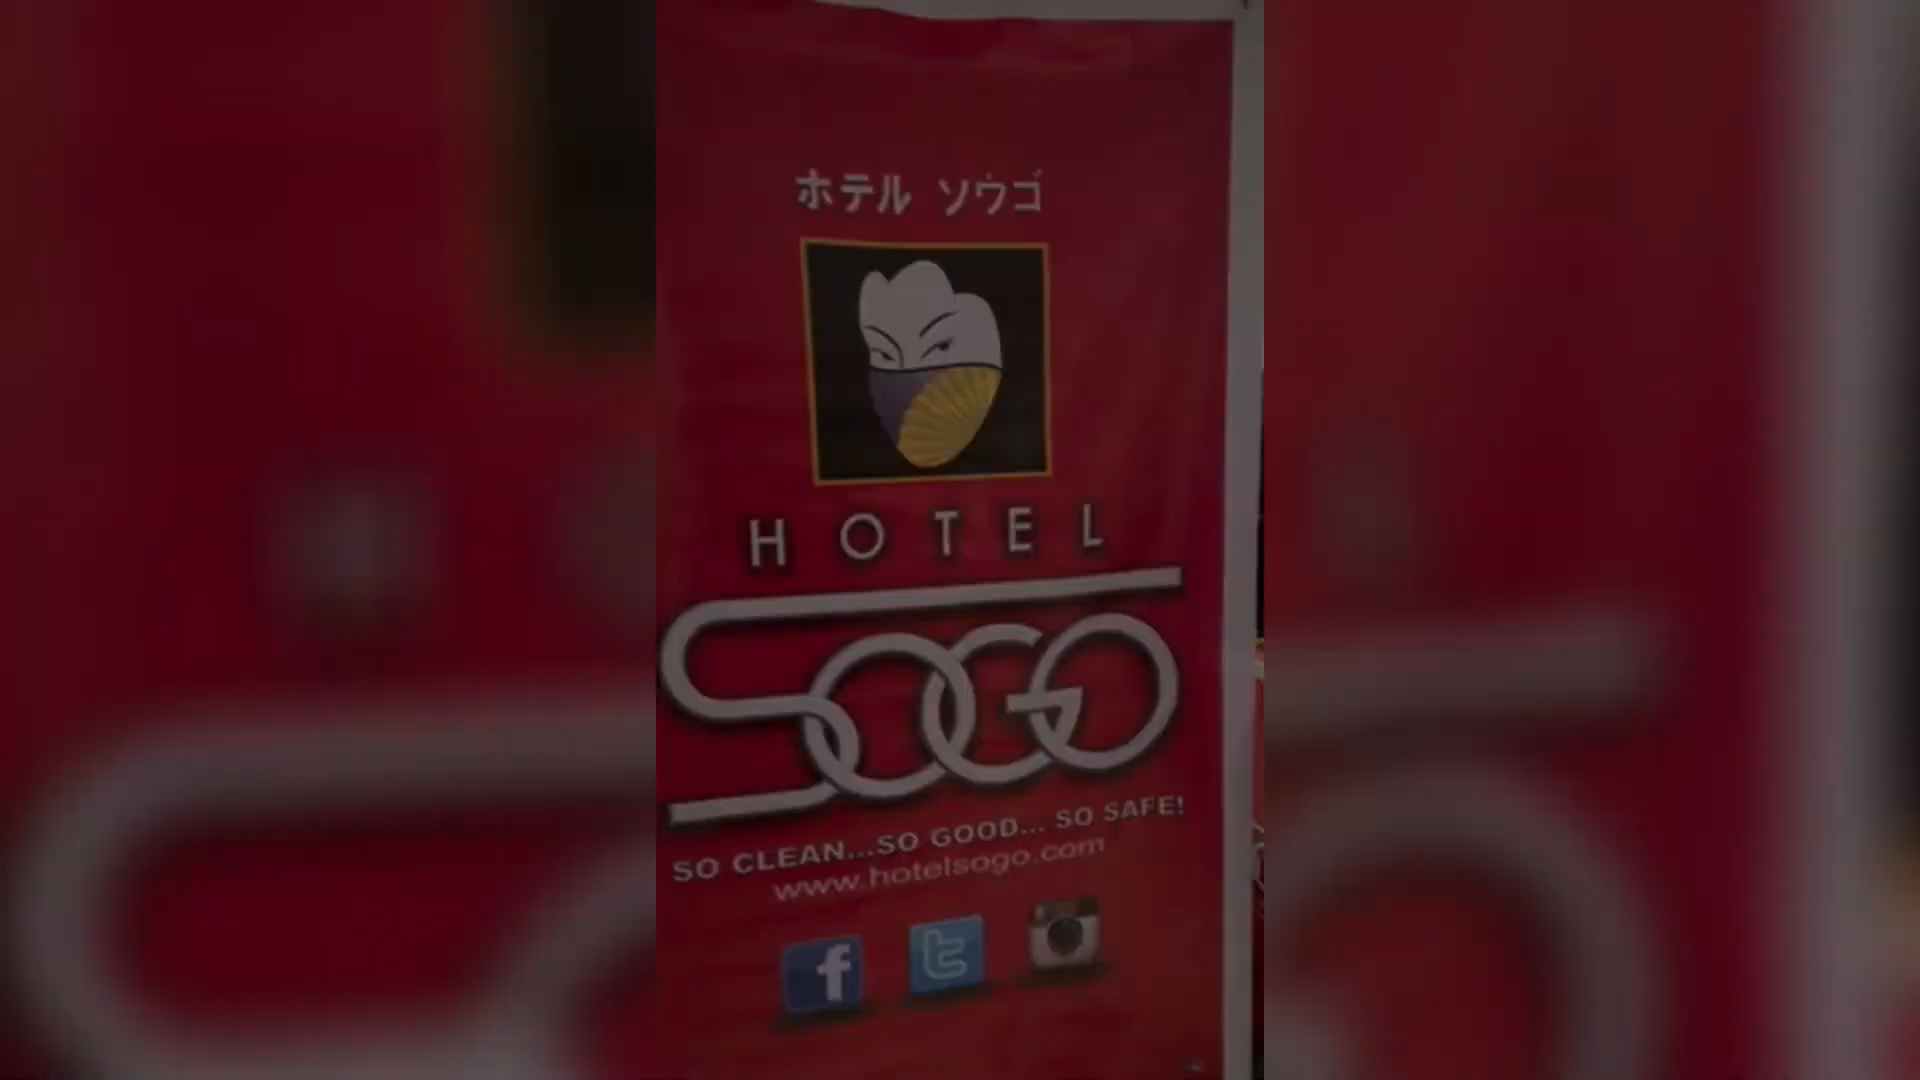 ホテル ソウゴ
HOTEL
SOGO
SO CLEAN...SO GOOD... SO SAFE!
www.hotelsogo.com